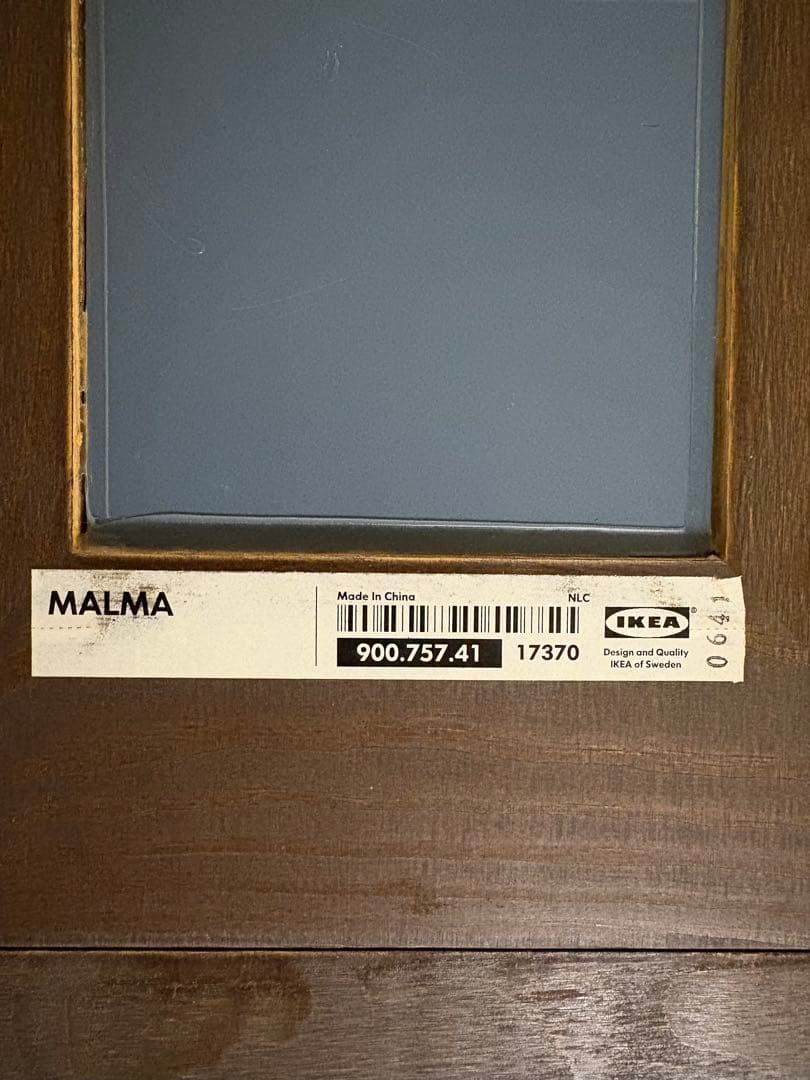 MALMA
Made In China
NLC
900.757.41
17370
IKEA®
Design and Quality
IKEA of Sweden
0641